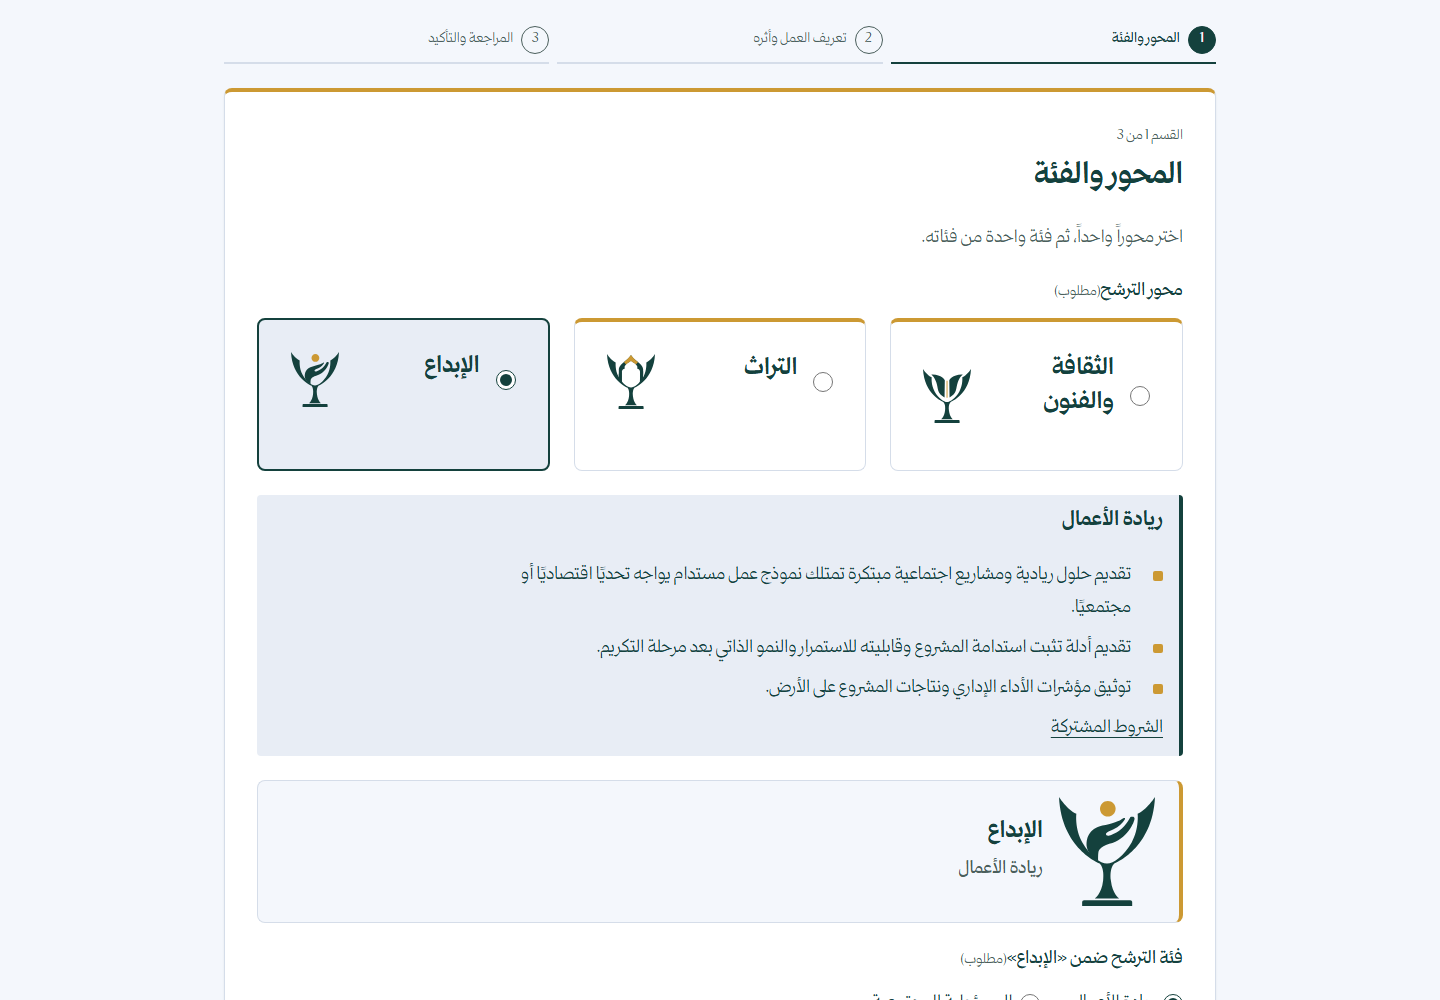 1 المحور والفئة
2 تعريف العمل وأثره
3 المراجعة والتأكيد
القسم 1 من 3
المحور والفئة
اختر محوراً واحداً، ثم فئة واحدة من فئاته.
محور الترشح(مطلوب)
الثقافة
والفنون
التراث
الإبداع
ريادة الأعمال
تقديم حلول ريادية ومشاريع اجتماعية مبتكرة تمتلك نموذج عمل مستدام يواجه تحديًا اقتصاديًا أو
مجتمعيًا.
تقديم أدلة تثبت استدامة المشروع وقابليته للاستمرار والنمو الذاتي بعد مرحلة التكريم.
توثيق مؤشرات الأداء الإداري ونتاجات المشروع على الأرض.
الشروط المشتركة
الإبداع
ريادة الأعمال
فئة الترشح ضمن «الإبداع»(مطلوب)